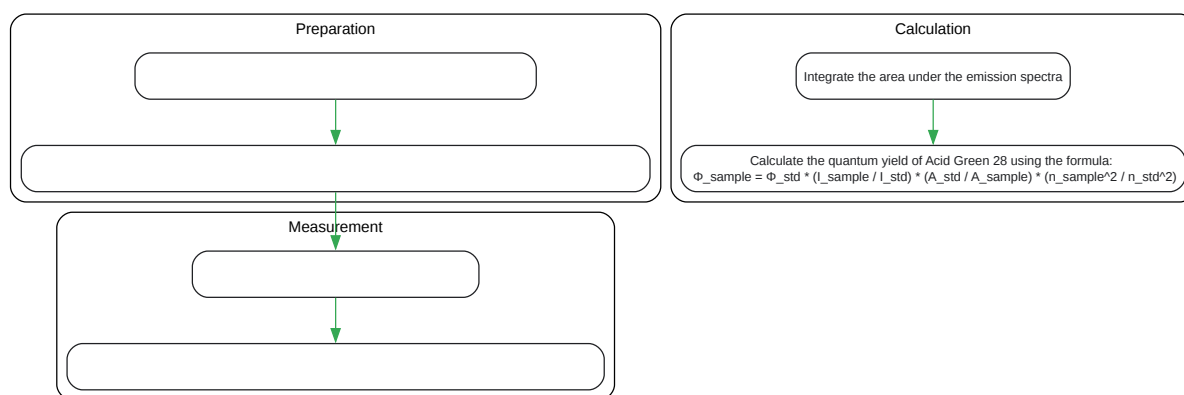 Preparation
Measurement
Calculation
Integrate the area under the emission spectra
Calculate the quantum yield of Acid Green 28 using the formula:
Φ_sample = Φ_std * (I_sample / I_std) * (A_std / A_sample) * (n_sample^2 / n_std^2)